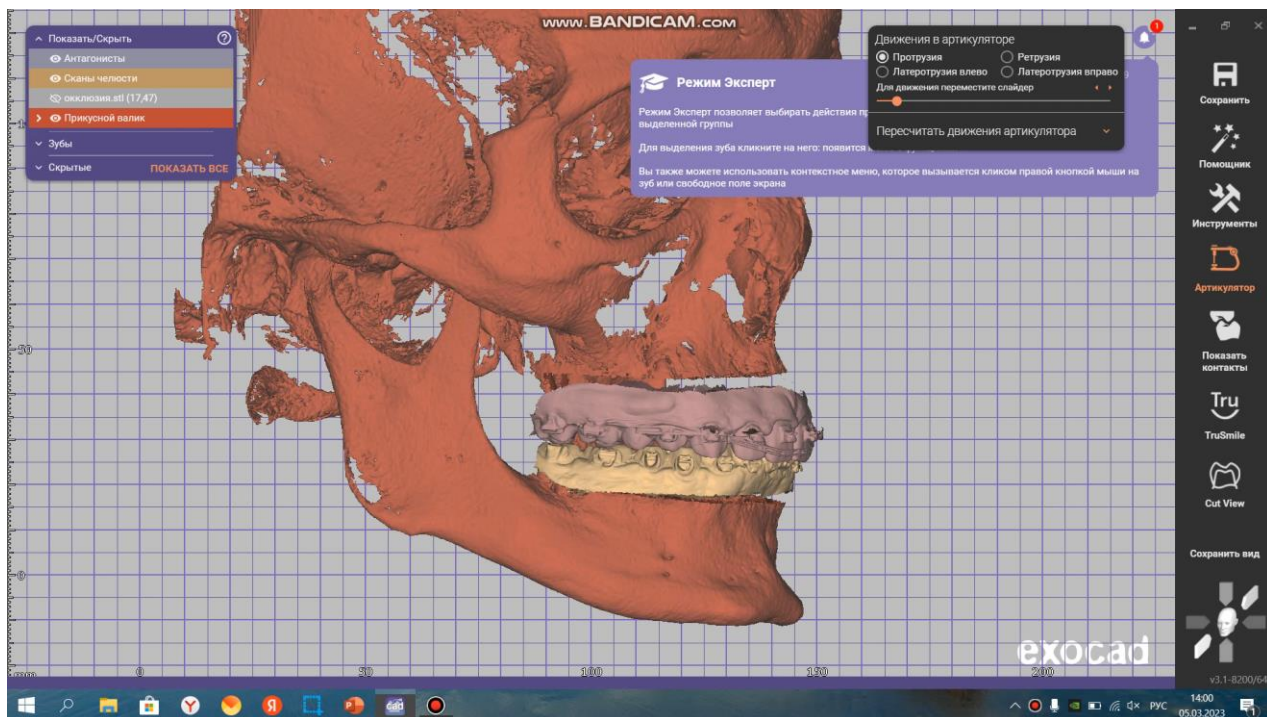 www.BANDICAM.com
Показать/Скрыть
Антагонисты
Сканы челюсти
окклюзия.stl (17,47)
Прикусной валик
Зубы
Скрытые ПОКАЗАТЬ ВСЕ
Режим Эксперт
Режим Эксперт позволяет выбирать действия
выделенной группы
Для выделения зуба кликните на него: появится
Вы также можете использовать контекстное меню, которое вызывается кликом правой кнопкой мыши на
зуб или свободное поле экрана
Движения в артикуляторе
Протрузия Ретрузия
Латеротрузия влево Латеротрузия вправо
Для движения переместите слайдер
Пересчитать движения артикулятора
1
Сохранить
Помощник
Инструменты
Артикулятор
Показать
контакты
Tru
TruSmile
Cut View
Сохранить вид
v3.1-8200/64
exocad
50
0
mm 0 50 100 150 200
РУС
14:00
05.03.2023